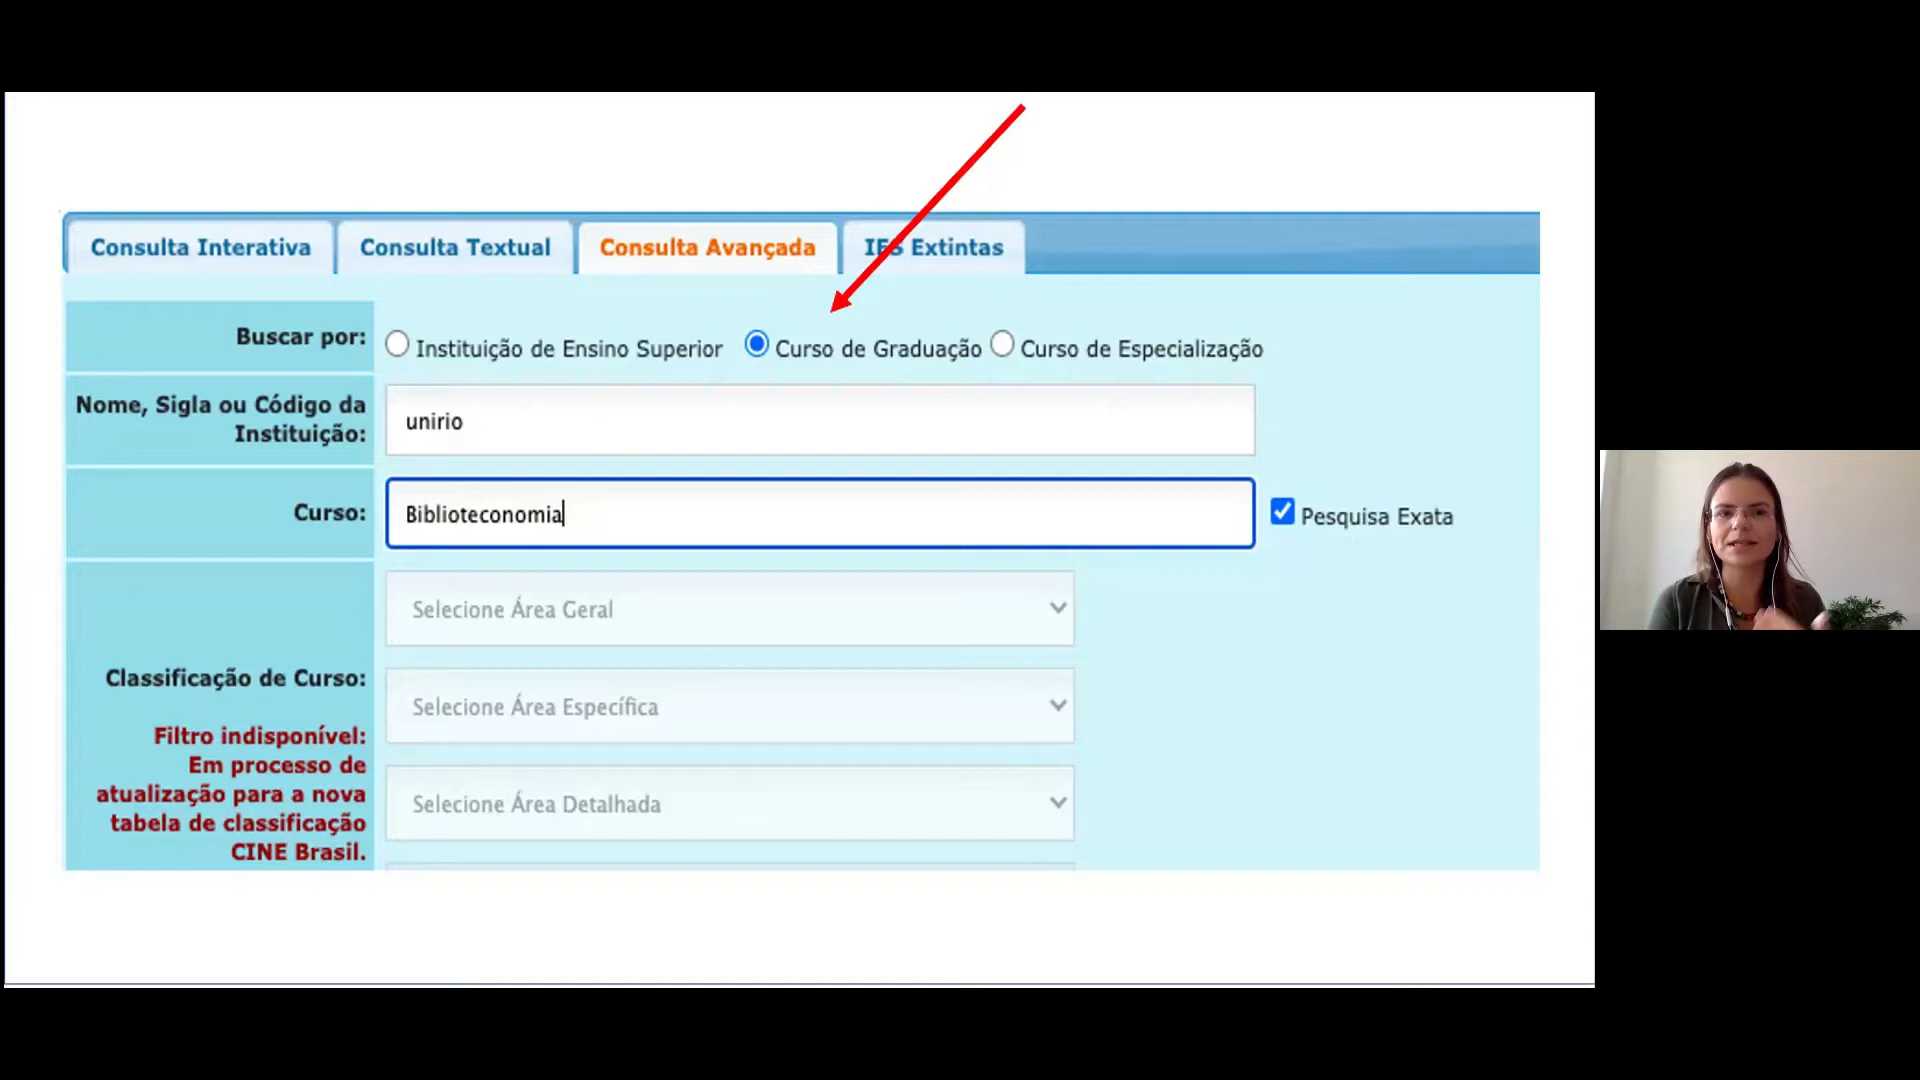 Consulta Interativa
Consulta Textual
Consulta Avançada
IES Extintas
Buscar por:
Instituição de Ensino Superior
Curso de Graduação
Curso de Especialização
Nome, Sigla ou Código da
Instituição:
unirio
Curso:
Biblioteconomia
Pesquisa Exata
Classificação de Curso:
Filtro indisponível:
Em processo de
atualização para a nova
tabela de classificação
CINE Brasil.
Selecione Área Geral
Selecione Área Específica
Selecione Área Detalhada